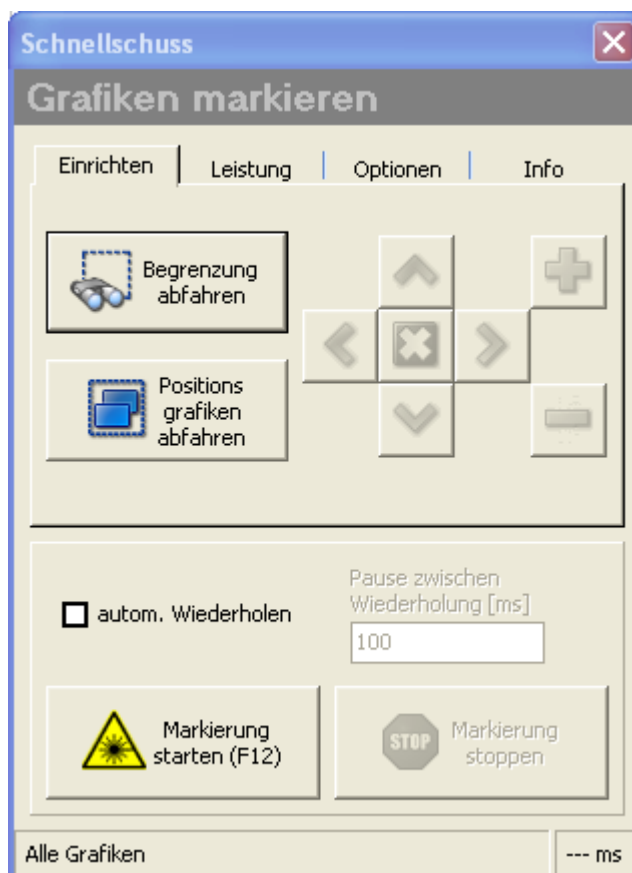 Schnellschuss
Grafiken markieren
Einrichten
Leistung
Optionen
Info
Begrenzung
abfahren
Positions
grafiken
abfahren
autom. Wiederholen
Pause zwischen
Wiederholung [ms]
100
Markierung
starten (F12)
STOP
Markierung
stoppen
Alle Grafiken
--- ms